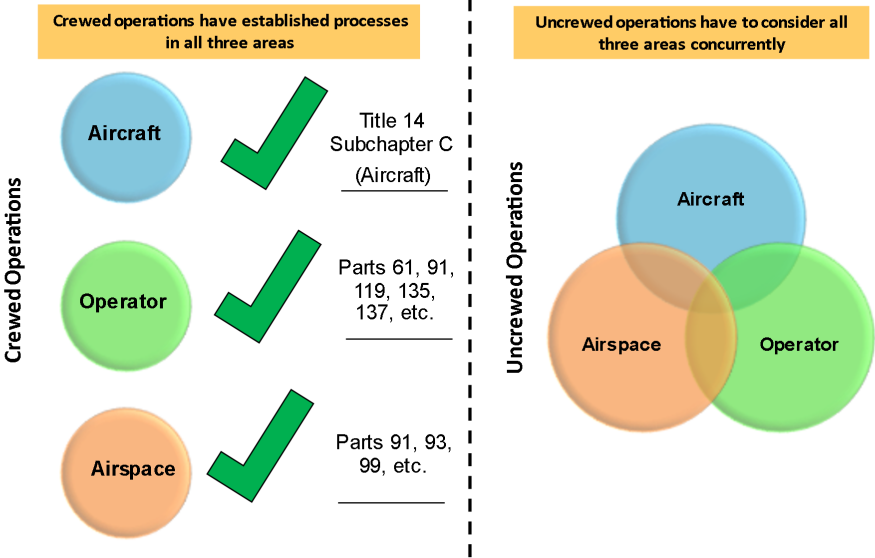 Crewed operations have established processes
in all three areas
Crewed Operations
Aircraft
Title 14
Subchapter C
(Aircraft)
Operator
Parts 61, 91,
119, 135,
137, etc.
Airspace
Parts 91, 93,
99, etc.
Uncrewed operations have to consider all
three areas concurrently
Uncrewed Operations
Aircraft
Airspace
Operator